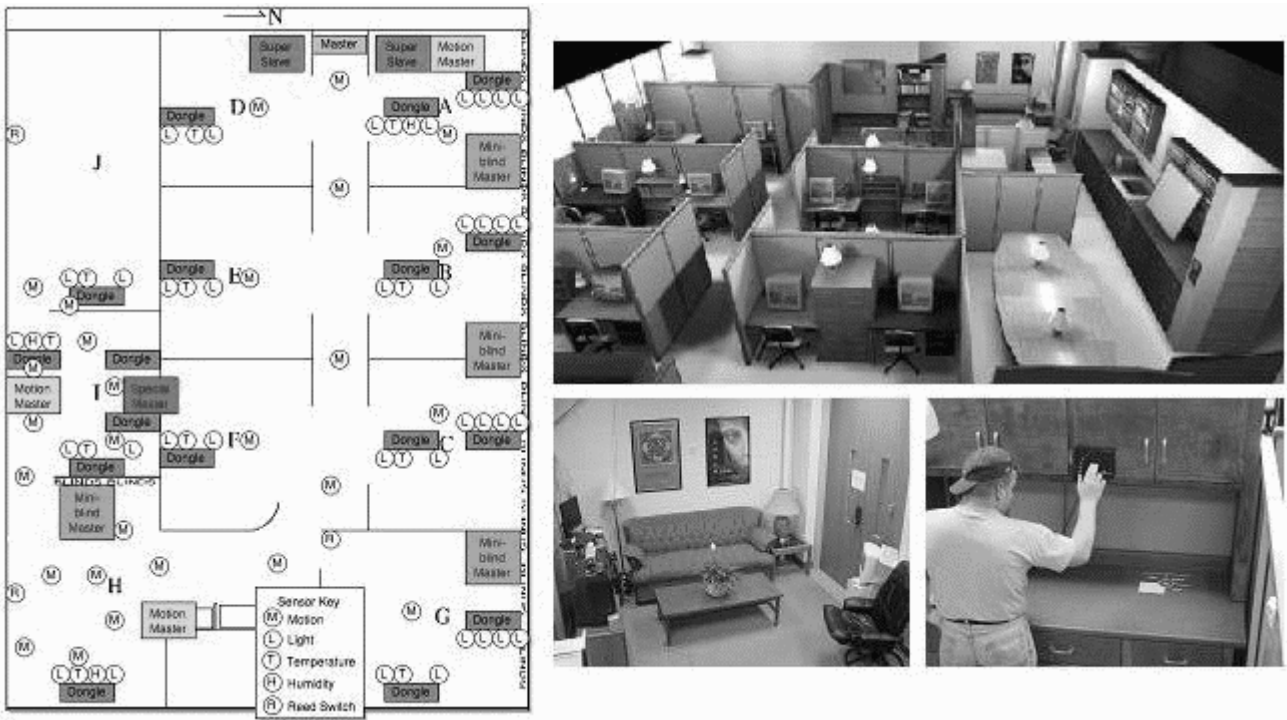 N
Super
Slave
Master
Super
Slave
Motion
Master
M
Dongle
L L L L
Dongle
D M
Dongle
A
L T L
L T H L
M
R
J
Mini-
blind
Master
M
L L L L
M
Dongle
L T L
Dongle
E M
Dongle
B
M
Dongle
M
L T L
L T L
Mini-
blind
Master
L H T
M
Dongle
Dongle
M
M
Motion
Master
I
M
Special
Master
M
M
L L L L
Dongle
M
L T L
F M
Dongle
C
Dongle
L T L
Dongle
Dongle
L T L
M
M
BLINDS BLINDS
Mini-
blind
Master
M
R
Mini-
blind
Master
M
M
M
M
H
R
M
Motion
Master
M
G
Dongle
L L L L
M
M
L T H L
Dongle
L T L
Dongle
Sensor Key
M Motion
L Light
T Temperature
H Humidity
R Reed Switch